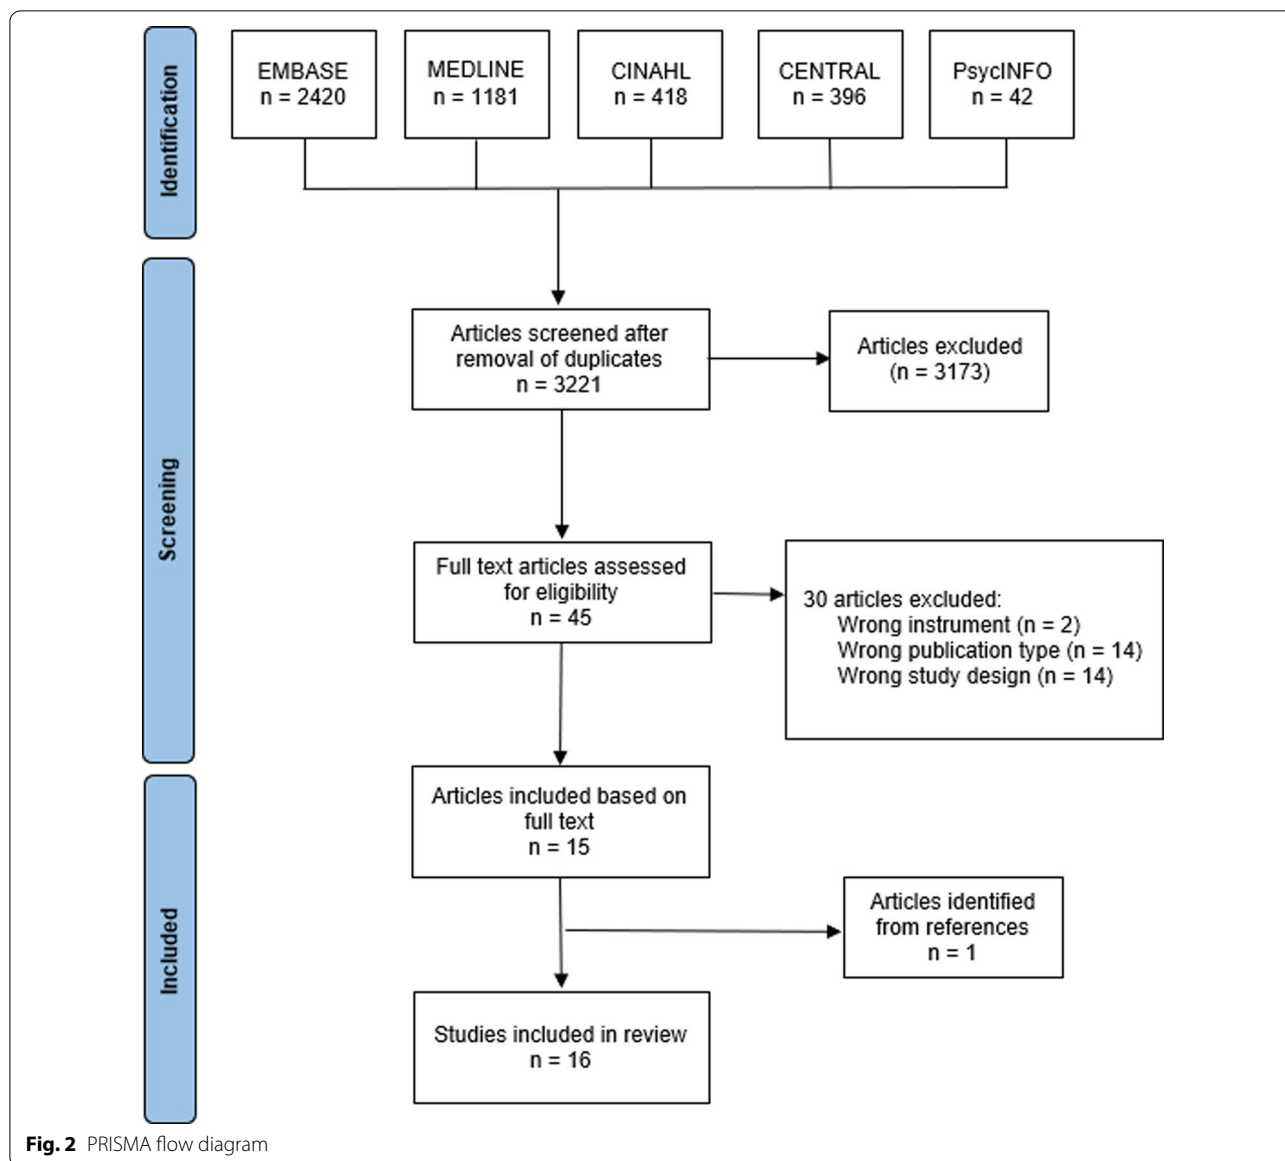 Identification
EMBASE
n = 2420
MEDLINE
n = 1181
CINAHL
n = 418
CENTRAL
n = 396
PsycINFO
n = 42
Screening
Articles screened after
removal of duplicates
n = 3221
Articles excluded
(n = 3173)
Full text articles assessed
for eligibility
n = 45
30 articles excluded:
Wrong instrument (n = 2)
Wrong publication type (n = 14)
Wrong study design (n = 14)
Included
Articles included based on
full text
n = 15
Articles identified
from references
n = 1
Studies included in review
n = 16
Fig. 2 PRISMA flow diagram